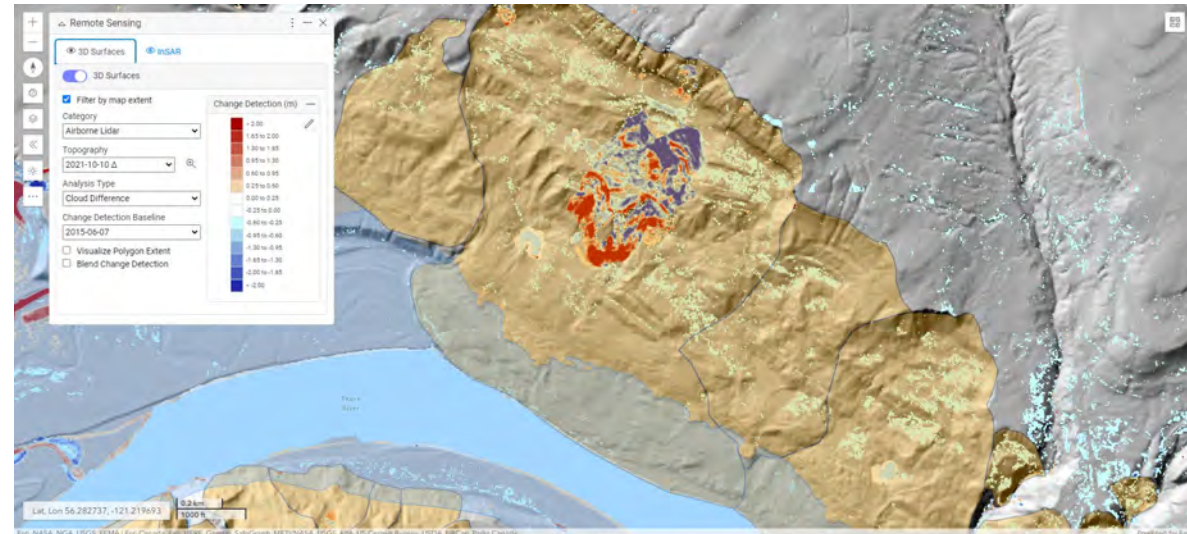 Remote Sensing
3D Surfaces
InSAR
3D Surfaces
Filter by map extent
Category
Airborne Lidar
Topography
2021-10-10 Δ
Analysis Type
Cloud Difference
Change Detection Baseline
2015-06-07
Visualize Polygon Extent
Blend Change Detection
Change Detection (m)
1.65 to 2.00
1.30 to 1.65
0.95 to 1.30
0.60 to 0.95
0.25 to 0.60
0.00 to 0.25
-0.25 to 0.00
-0.60 to -0.25
-0.95 to -0.60
-1.30 to -0.95
-1.65 to -1.30
-2.00 to -1.65
< -2.00
River
Lat, Lon 56.282737, -121.219693
0.2 km
1000 ft